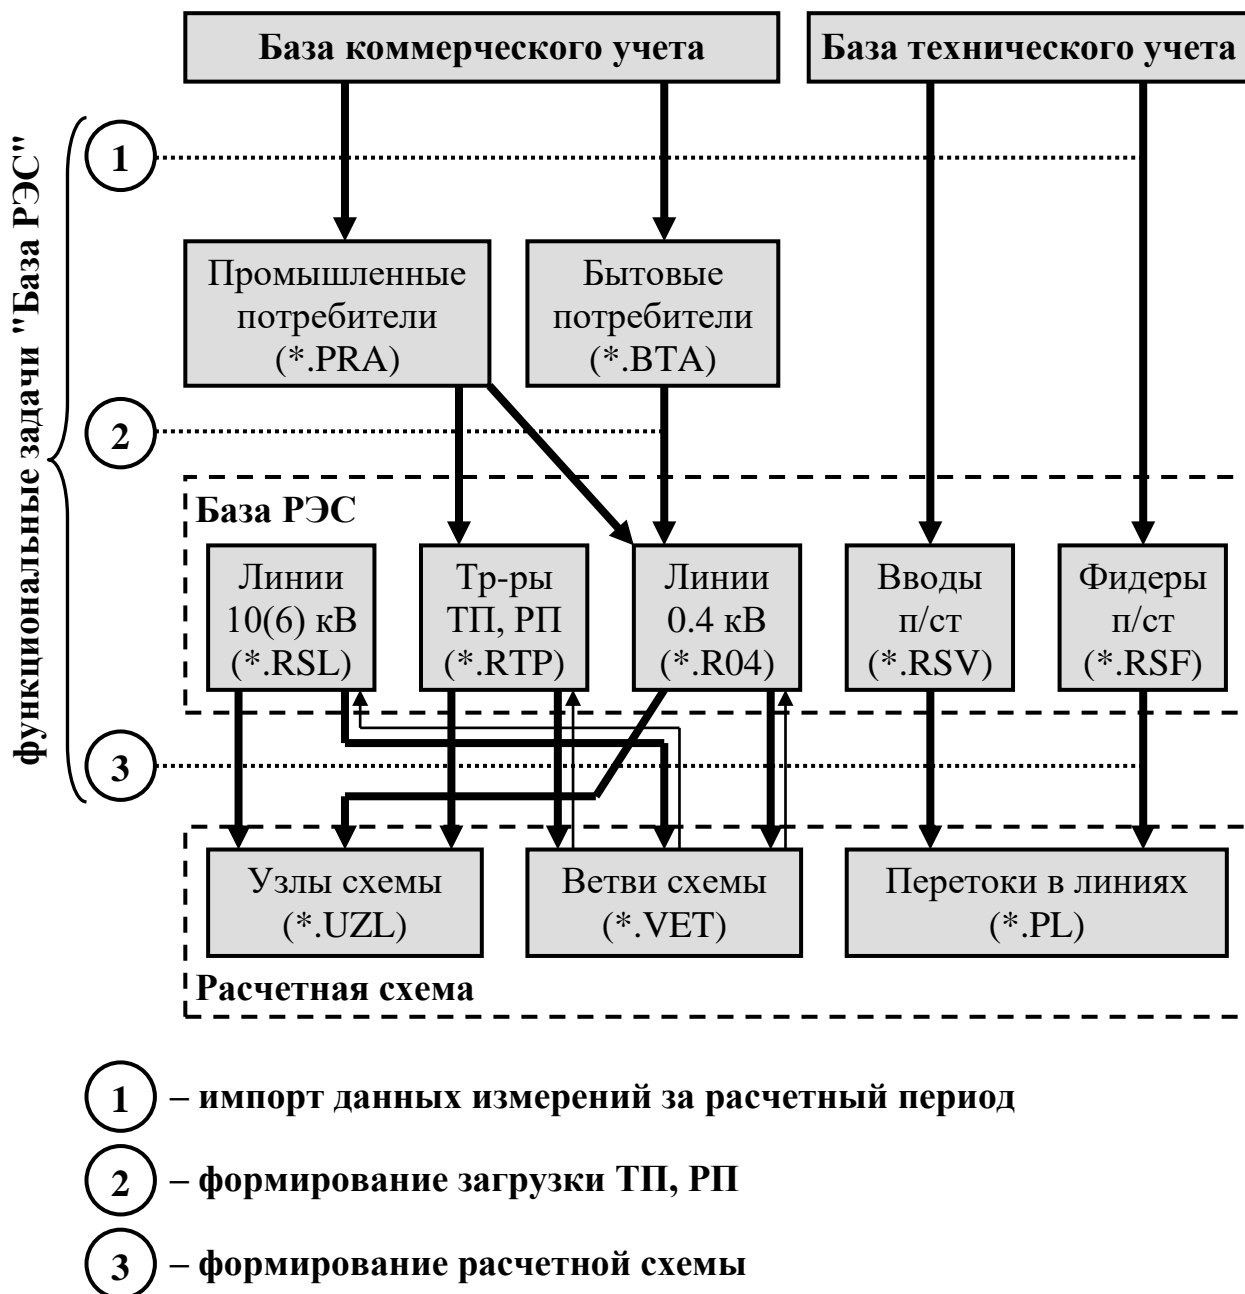 База коммерческого учета
База технического учета
функциональные задачи "База РЭС"
1
Промышленные
потребители
(*.PRA)
Бытовые
потребители
(*.BTA)
2
База РЭС
Линии
10(6) кВ
(*.RSL)
Тр-ры
ТП, РП
(*.RTP)
Линии
0.4 кВ
(*.R04)
Вводы
п/ст
(*.RSV)
Фидеры
п/ст
(*.RSF)
3
Узлы схемы
(*.UZL)
Ветви схемы
(*.VET)
Перетоки в линиях
(*.PL)
Расчетная схема
1 – импорт данных измерений за расчетный период
2 – формирование загрузки ТП, РП
3 – формирование расчетной схемы